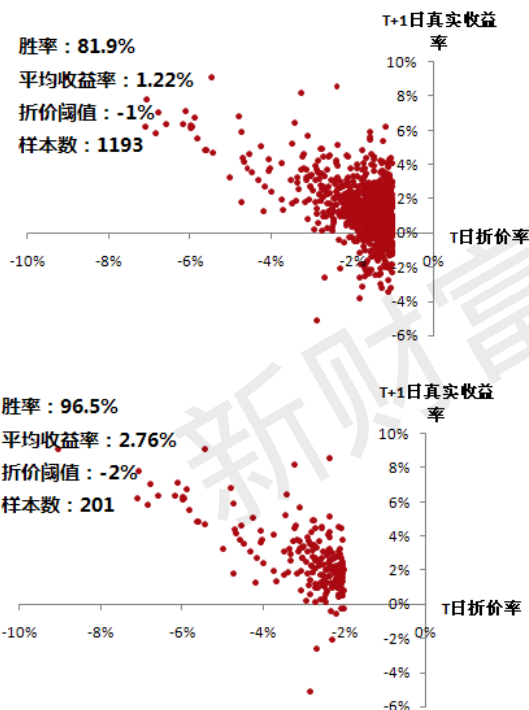 T+1日真实收益
率
胜率：81.9%
平均收益率：1.22%
折价阈值：-1%
样本数：1193
10%
8%
6%
4%
2%
0%
-2%
-4%
-6%
T日折价率
-10%
-8%
-6%
-4%
-2%
0%
T+1日真实收益
率
胜率：96.5%
平均收益率：2.76%
折价阈值：-2%
样本数：201
10%
8%
6%
4%
2%
0%
-2%
-4%
-6%
T日折价率
-10%
-8%
-6%
-4%
-2%
0%
新财富